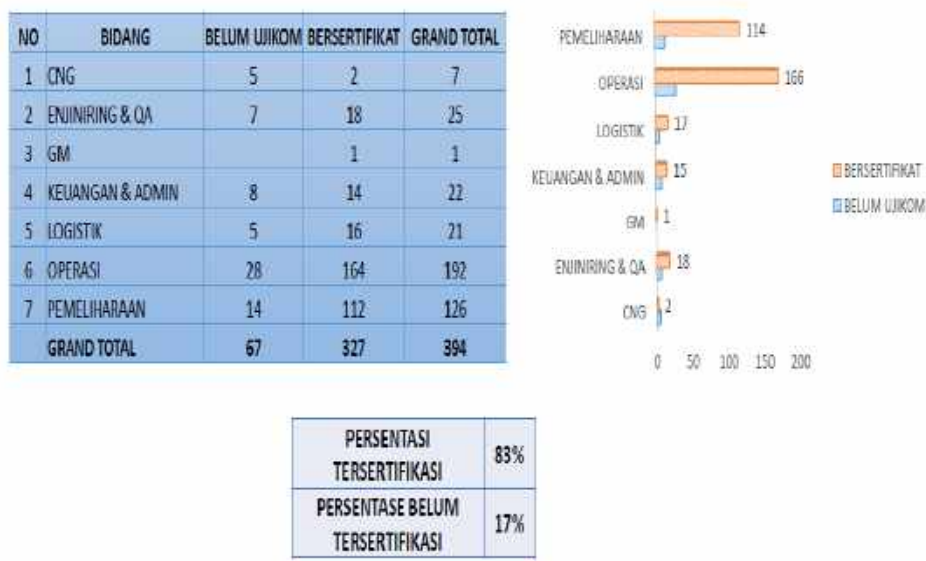 NO BIDANG BELUM UJIKOM BERSERTIFIKAT GRAND TOTAL
1 CNG 5 2 7
2 ENJINIRING & QA 7 18 25
3 GM 1 1
4 KEUANGAN & ADMIN 8 14 22
5 LOGISTIK 5 16 21
6 OPERASI 28 164 192
7 PEMELIHARAAN 14 112 126
GRAND TOTAL 67 327 394
PEMELIHARAAN 114
OPERASI 166
LOGISTIK 17
KEUANGAN & ADMIN 15
GM 1
ENJINIRING & QA 18
CNG 2
0 50 100 150 200
BERSERTIFIKAT
BELUM UJIKOM
PERSENTASI
TERSERTIFIKASI
83%
PERSENTASE BELUM
TERSERTIFIKASI
17%